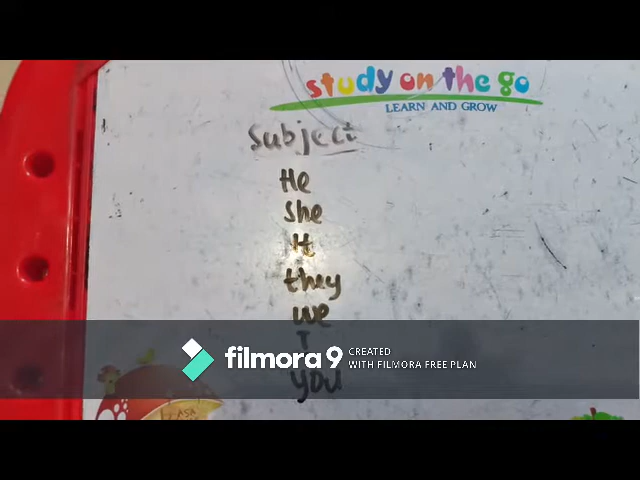 study on the go
LEARN AND GROW
Subject
He
She
It
they
we
I
you
filmora 9
CREATED
WITH FILMORA FREE PLAN